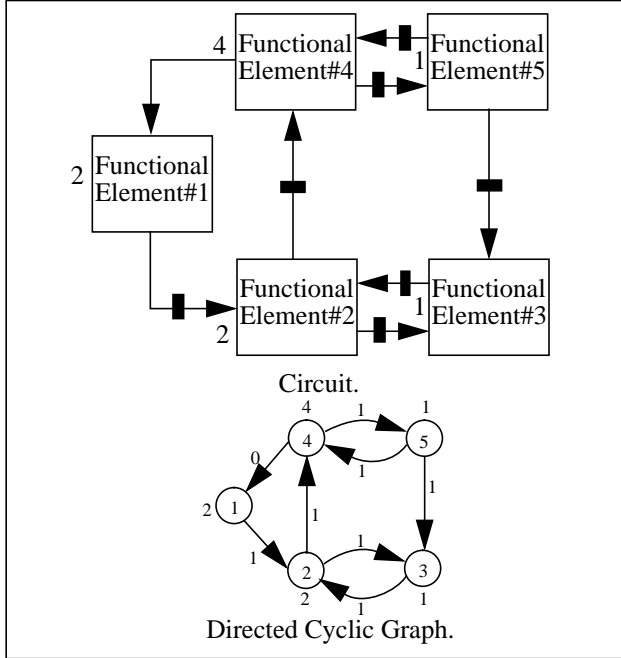 4
Functional
Element#4
1
Functional
Element#5
2
Functional
Element#1
2
Functional
Element#2
1
Functional
Element#3
Circuit.
4
1
1
4
5
0
1
2
1
1
1
1
1
2
3
2
1
1
Directed Cyclic Graph.